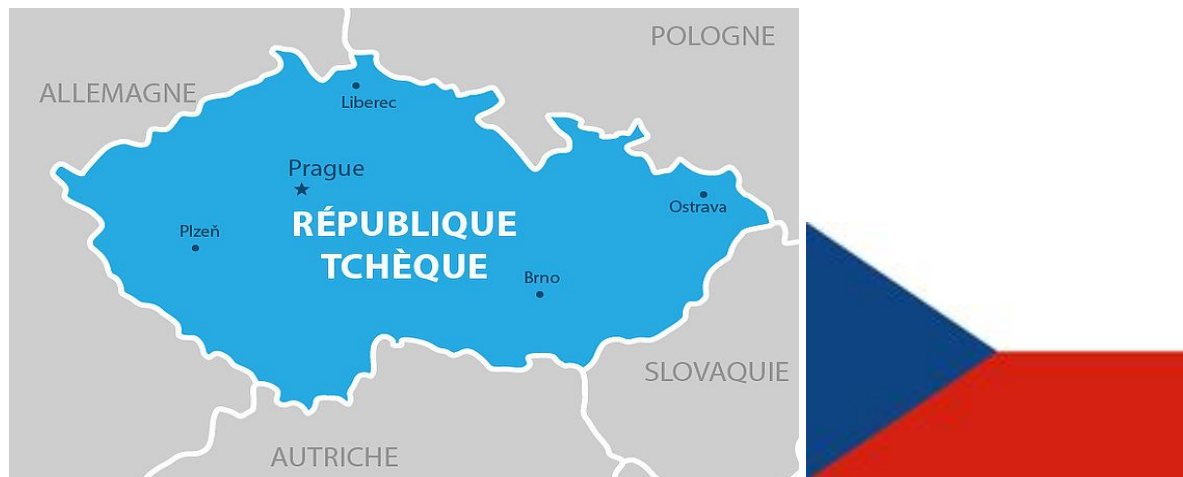 POLOGNE
ALLEMAGNE
Liberec
Prague
Ostrava
RÉPUBLIQUE
TCHÈQUE
Plzeň
Brno
SLOVAQUIE
AUTRICHE